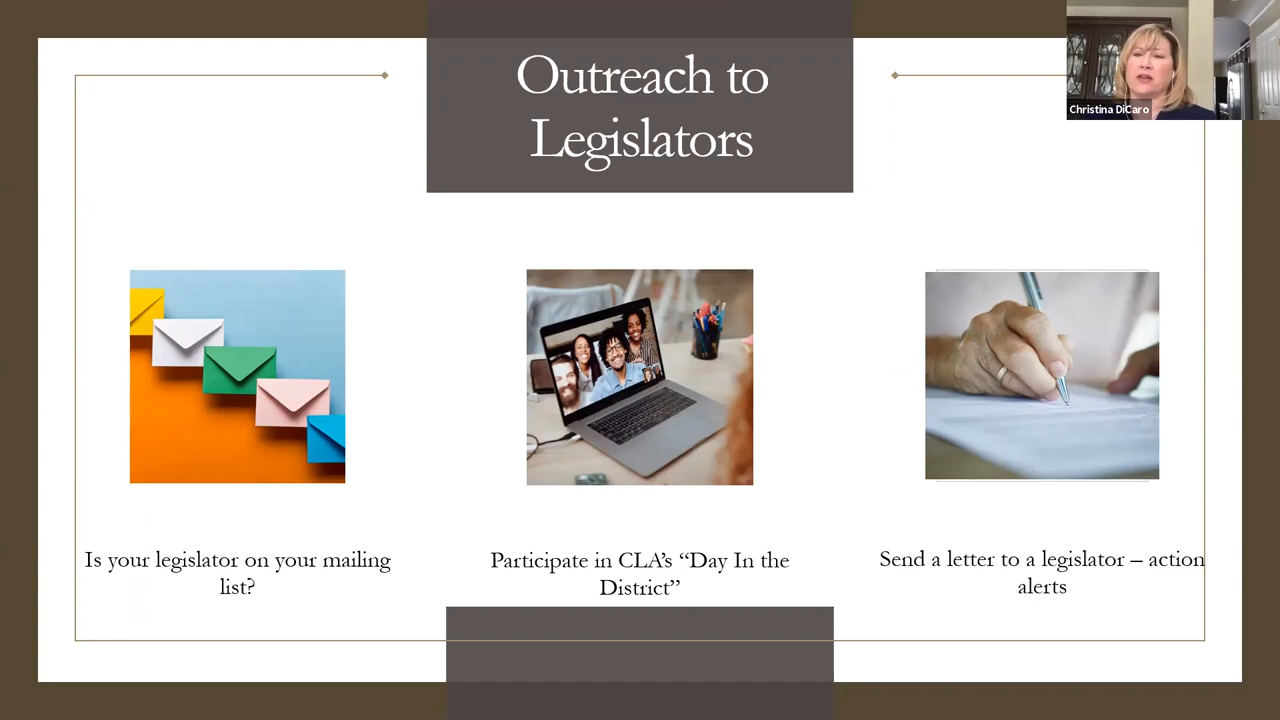 Outreach to
Legislators
Christina DiCaro
Is your legislator on your mailing
list?
Participate in CLA’s “Day In the
District”
Send a letter to a legislator – action
alerts